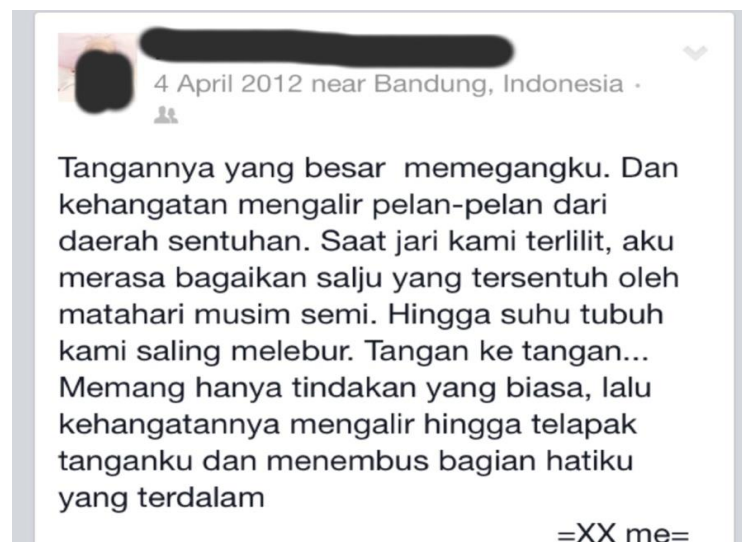 4 April 2012 near Bandung, Indonesia ·
Tangannya yang besar  memegangku. Dan
kehangatan mengalir pelan-pelan dari
daerah sentuhan. Saat jari kami terlilit, aku
merasa bagaikan salju yang tersentuh oleh
matahari musim semi. Hingga suhu tubuh
kami saling melebur. Tangan ke tangan...
Memang hanya tindakan yang biasa, lalu
kehangatannya mengalir hingga telapak
tanganku dan menembus bagian hatiku
yang terdalam
=XX me=